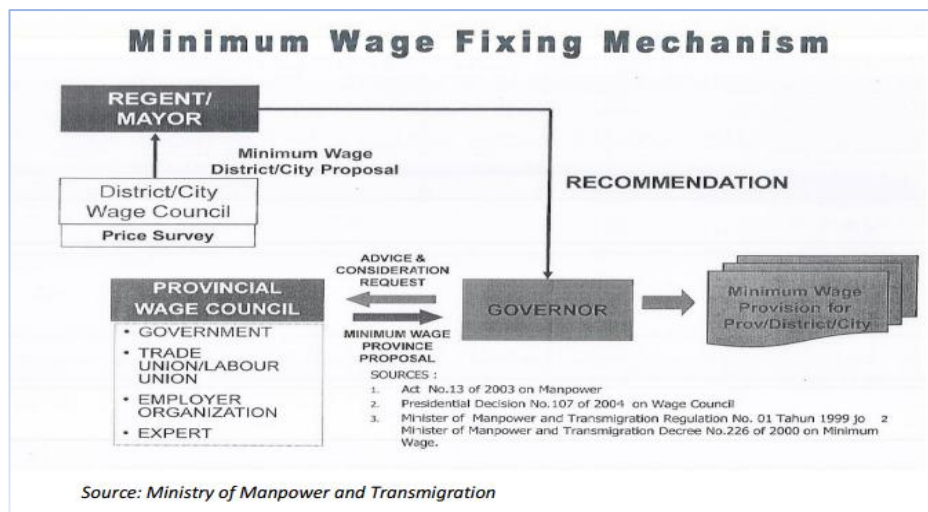 Minimum Wage Fixing Mechanism
REGENT/
MAYOR
Minimum Wage
District/City Proposal
District/City
Wage Council
Price Survey
RECOMMENDATION
ADVICE &
CONSIDERATION
REQUEST
PROVINCIAL
WAGE COUNCIL
• GOVERNMENT
• TRADE
UNION/LABOUR
UNION
• EMPLOYER
ORGANIZATION
• EXPERT
MINIMUM WAGE
PROVINCE
PROPOSAL
GOVERNOR
Minimum Wage
Provision for
Prov/District/City
SOURCES :
1. Act No.13 of 2003 on Manpower
2. Presidential Decision No.107 of 2004 on Wage Council
3. Minister of Manpower and Transmigration Regulation No. 01 Tahun 1999 jo 2
Minister of Manpower and Transmigration Decree No.226 of 2000 on Minimum
Wage.
Source: Ministry of Manpower and Transmigration